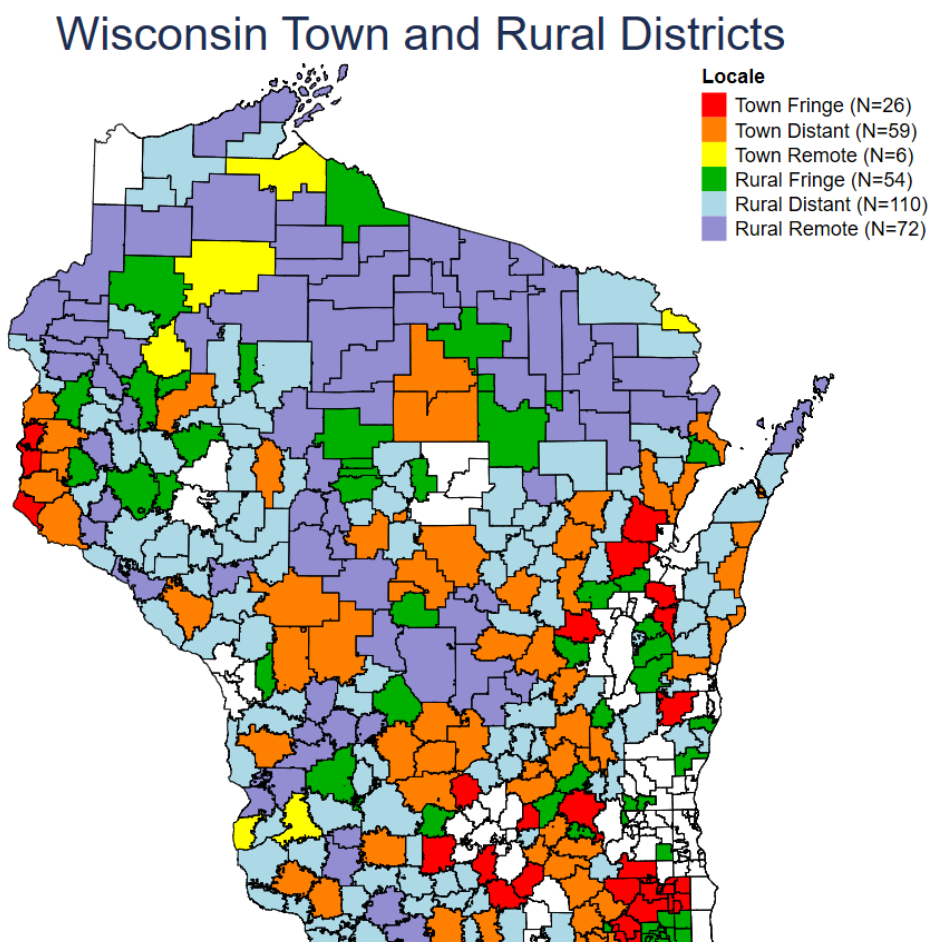 Wisconsin Town and Rural Districts
Locale
Town Fringe (N=26)
Town Distant (N=59)
Town Remote (N=6)
Rural Fringe (N=54)
Rural Distant (N=110)
Rural Remote (N=72)